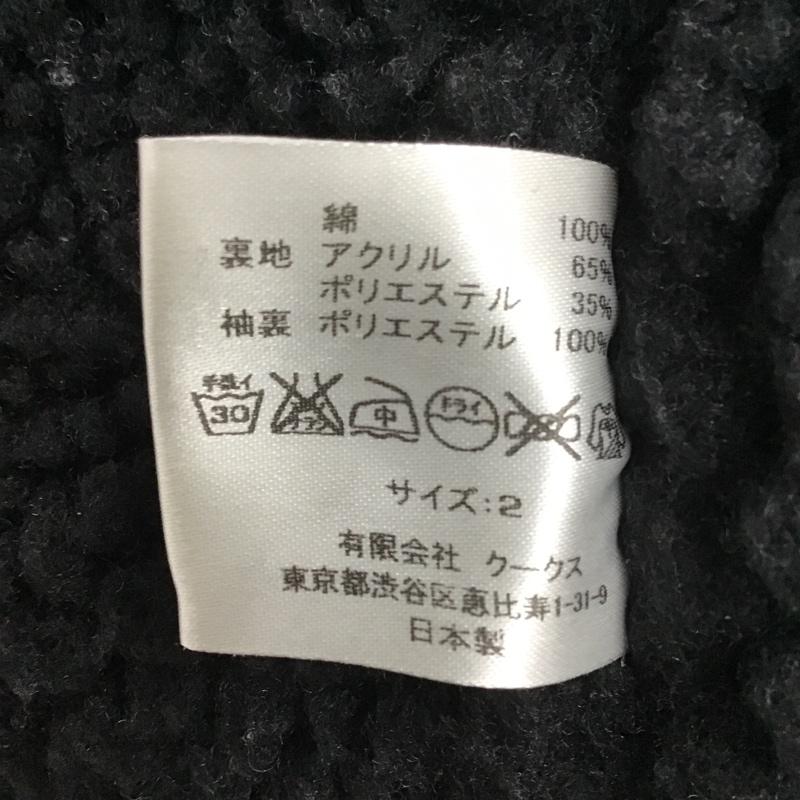 綿 100%
裏地 アクリル 65%
ポリエステル 35%
袖裏 ポリエステル 100%
手洗イ 30 中 ドライ
サイズ:2
有限会社 クークス
東京都渋谷区恵比寿1-31-9
日本製